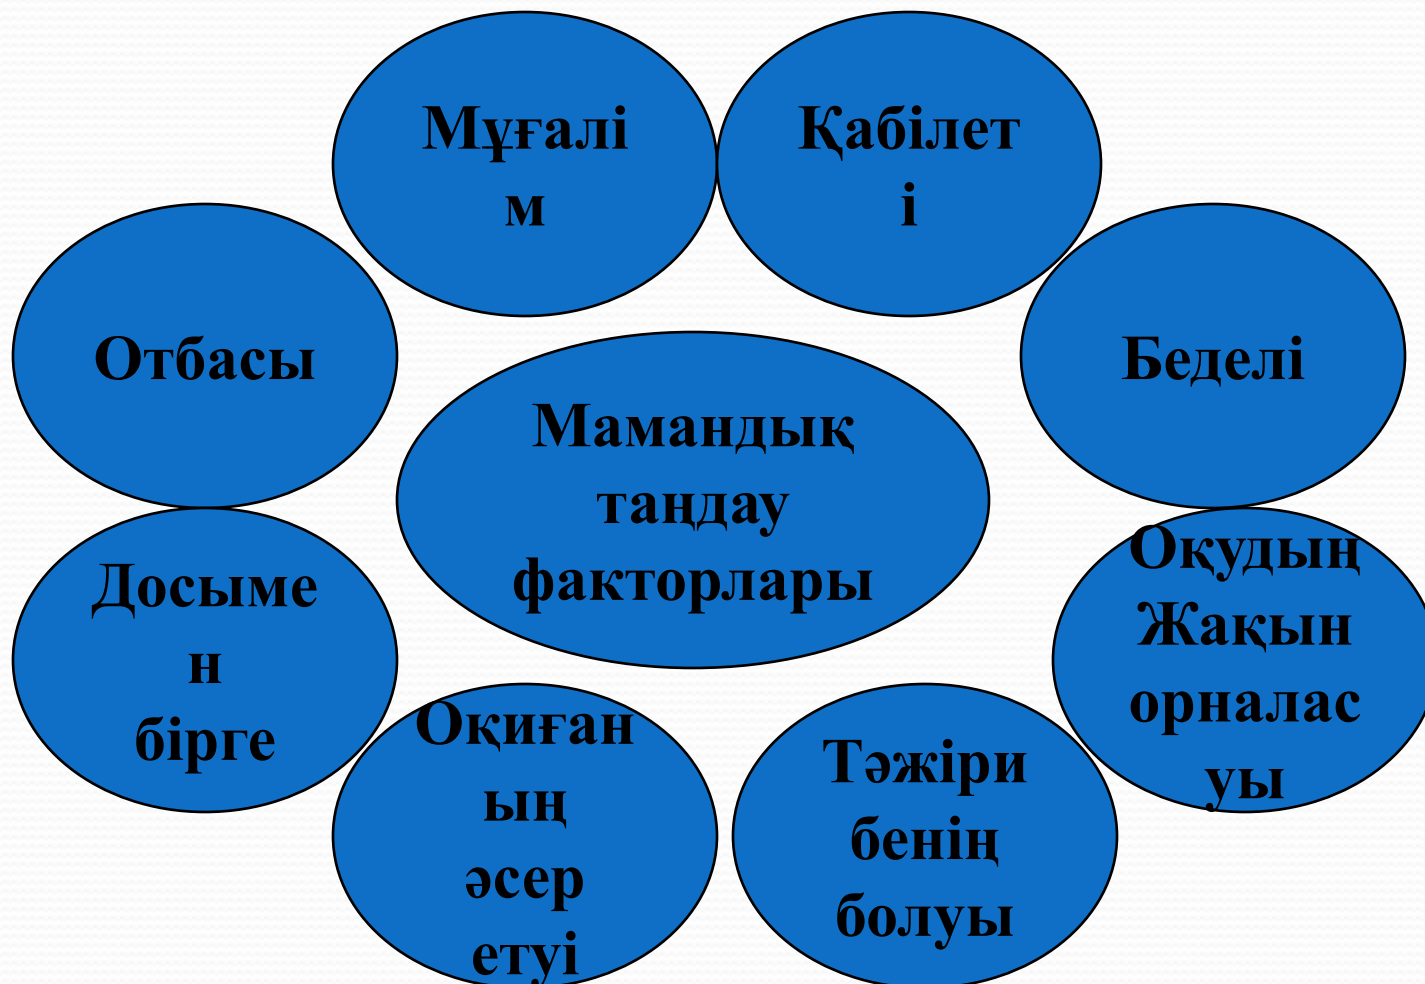 Мұғалі
м
Қабілет
і
Отбасы
Беделі
Мамандық
таңдау
факторлары
Досыме
н
бірге
Оқудың
Жақын
орналас
уы
Оқиған
ың
әсер
етуі
Тәжіри
бенің
болуы